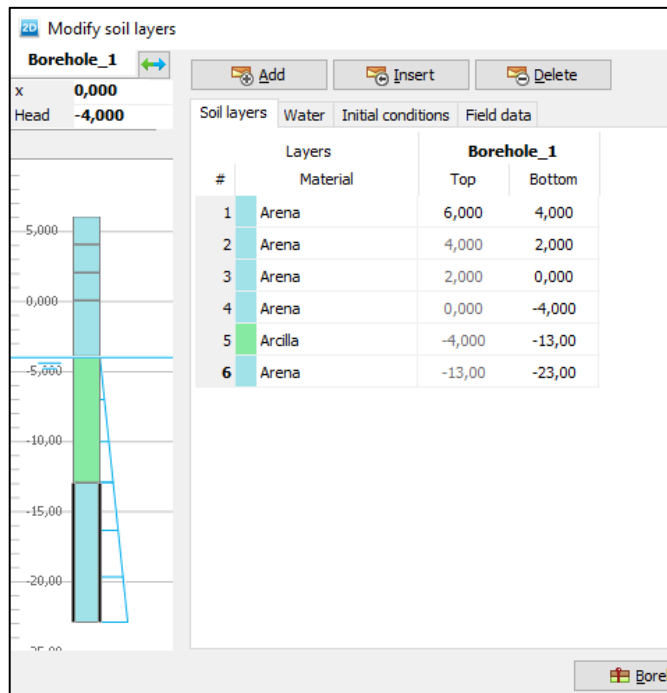 2D Modify soil layers
Borehole_1
x 0,000
Head -4,000
Add Insert Delete
Soil layers Water Initial conditions Field data
Layers Borehole_1
# Material Top Bottom
1 Arena 6,000 4,000
2 Arena 4,000 2,000
3 Arena 2,000 0,000
4 Arena 0,000 -4,000
5 Arcilla -4,000 -13,00
6 Arena -13,00 -23,00
5,000
0,000
-5,000
-10,00
-15,00
-20,00